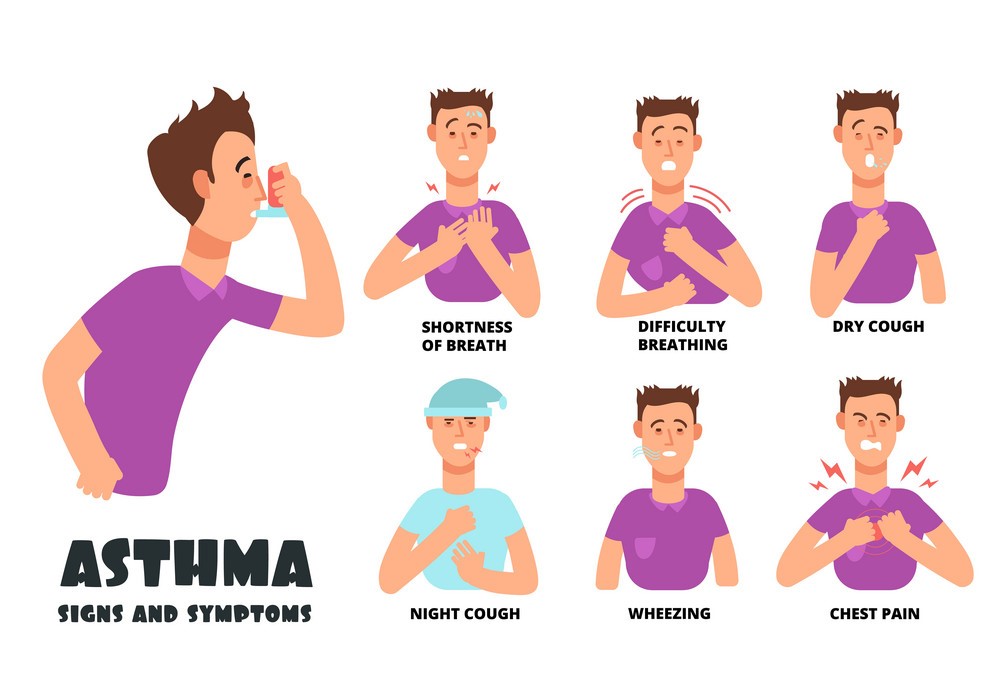 SHORTNESS
OF BREATH
DIFFICULTY
BREATHING
DRY COUGH
NIGHT COUGH
WHEEZING
CHEST PAIN
ASTHMA
SIGNS AND SYMPTOMS